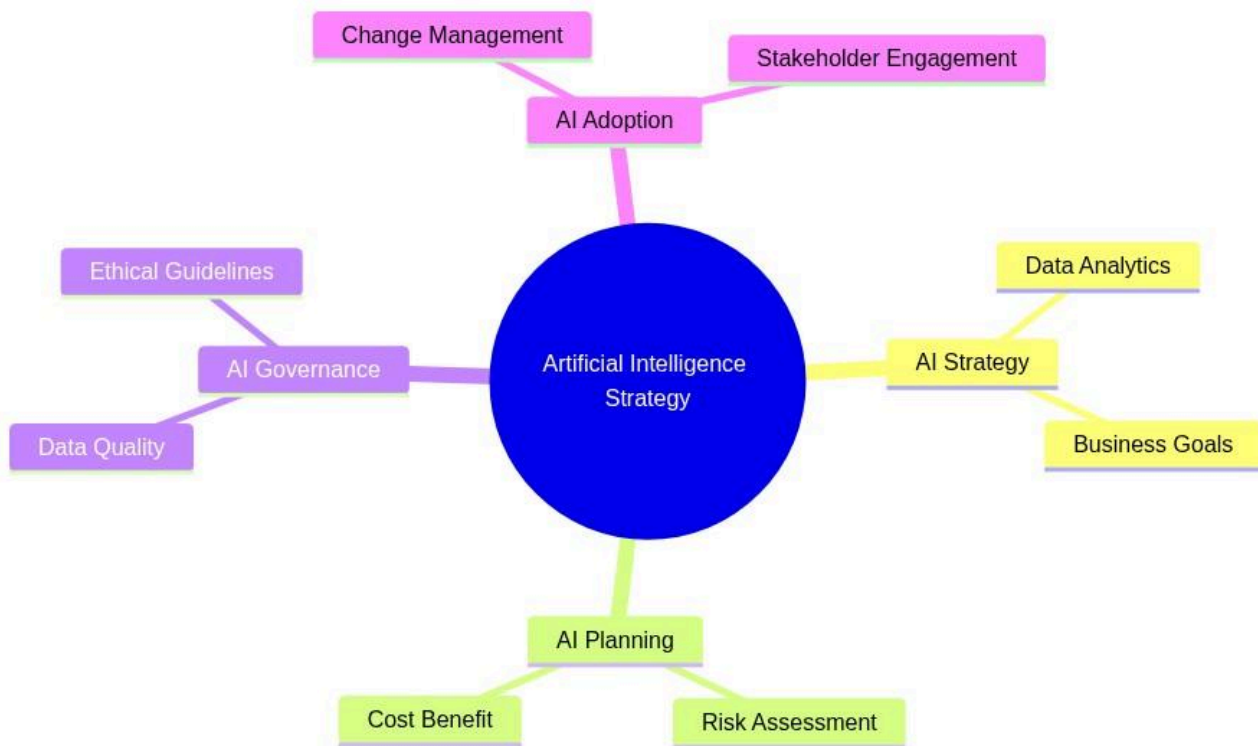 Change Management
Stakeholder Engagement
AI Adoption
Ethical Guidelines
Data Analytics
AI Governance
Artificial Intelligence
Strategy
AI Strategy
Data Quality
Business Goals
AI Planning
Cost Benefit
Risk Assessment